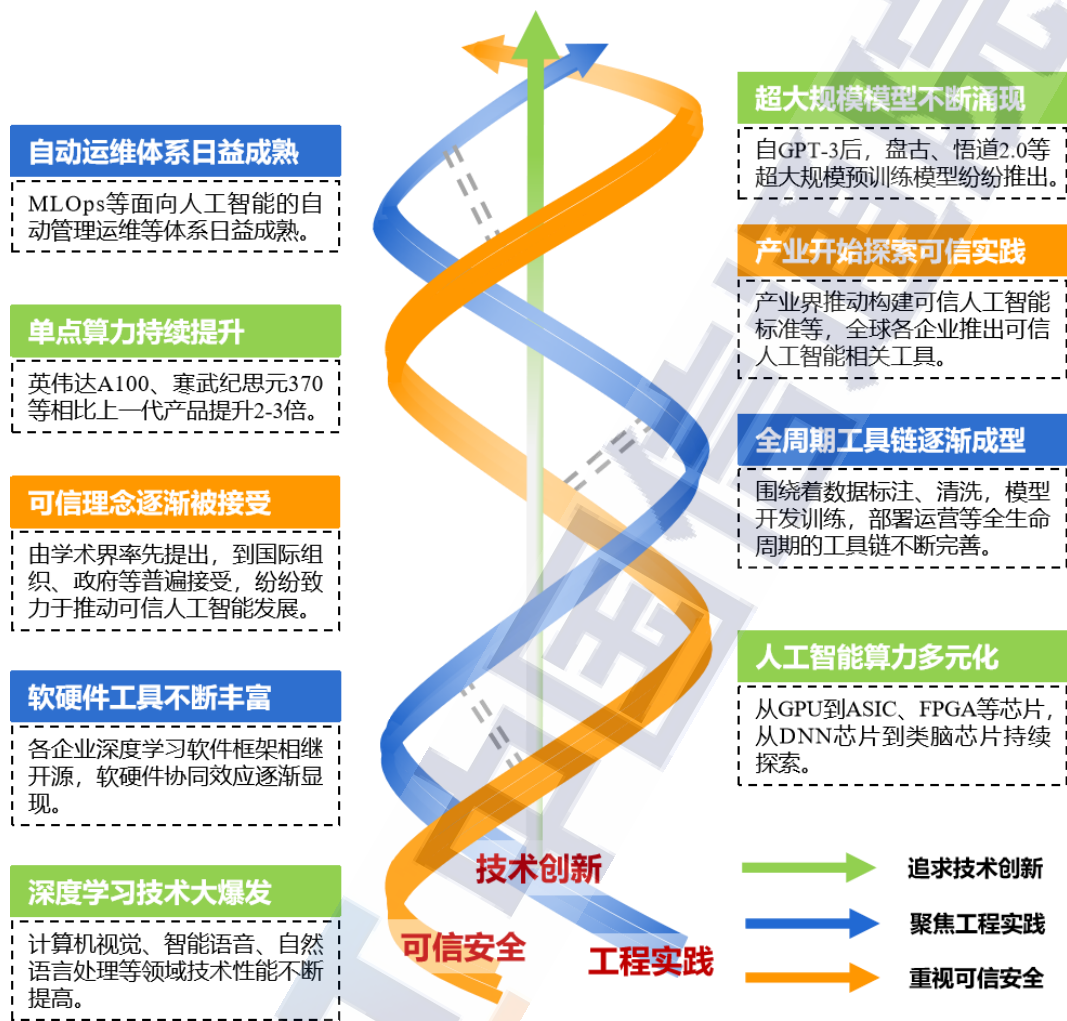 自动运维体系日益成熟
MLOps等面向人工智能的自
动管理运维等体系日益成熟。
单点算力持续提升
英伟达A100、寒武纪思元370
等相比上一代产品提升2-3倍。
可信理念逐渐被接受
由学术界率先提出，到国际组
织、政府等普遍接受，纷纷致
力于推动可信人工智能发展。
软硬件工具不断丰富
各企业深度学习软件框架相继
开源，软硬件协同效应逐渐显
现。
深度学习技术大爆发
计算机视觉、智能语音、自然
语言处理等领域技术性能不断
提高。
技术创新
可信安全
工程实践
超大规模模型不断涌现
自GPT-3后，盘古、悟道2.0等
超大规模预训练模型纷纷推出。
产业开始探索可信实践
产业界推动构建可信人工智能
标准等，全球各企业推出可信
人工智能相关工具。
全周期工具链逐渐成型
围绕着数据标注、清洗，模型
开发训练，部署运营等全生命
周期的工具链不断完善。
人工智能算力多元化
从GPU到ASIC、FPGA等芯片，
从DNN芯片到类脑芯片持续
探索。
追求技术创新
聚焦工程实践
重视可信安全